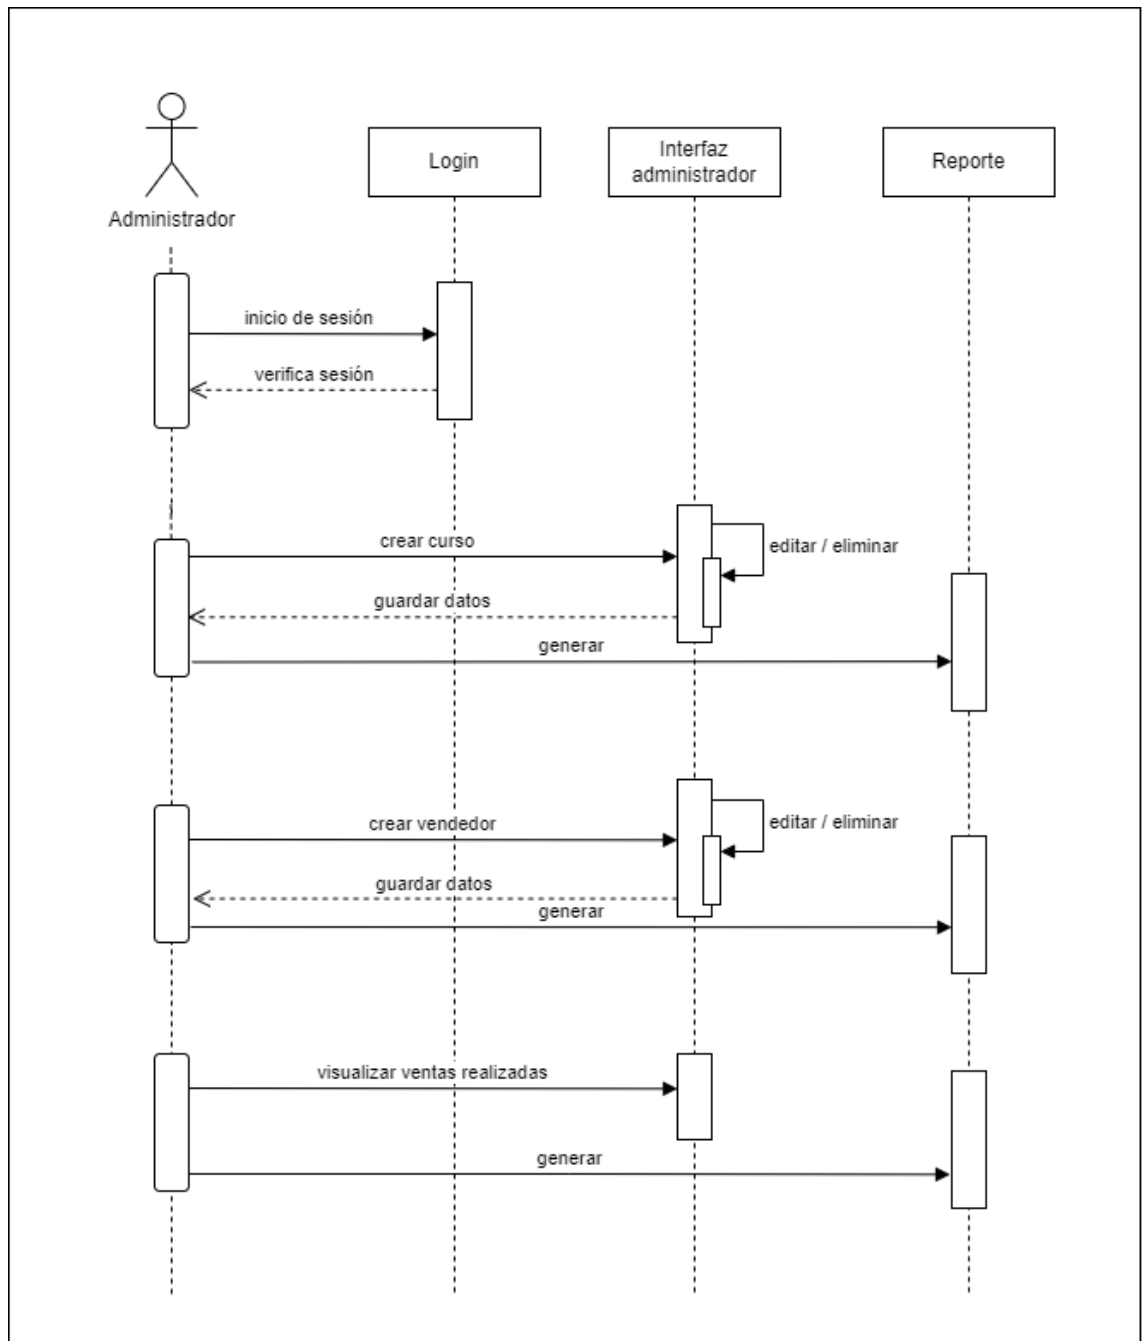 Administrador
Login
Interfaz
administrador
Reporte
inicio de sesión
verifica sesión
crear curso
editar / eliminar
guardar datos
generar
crear vendedor
editar / eliminar
guardar datos
generar
visualizar ventas realizadas
generar